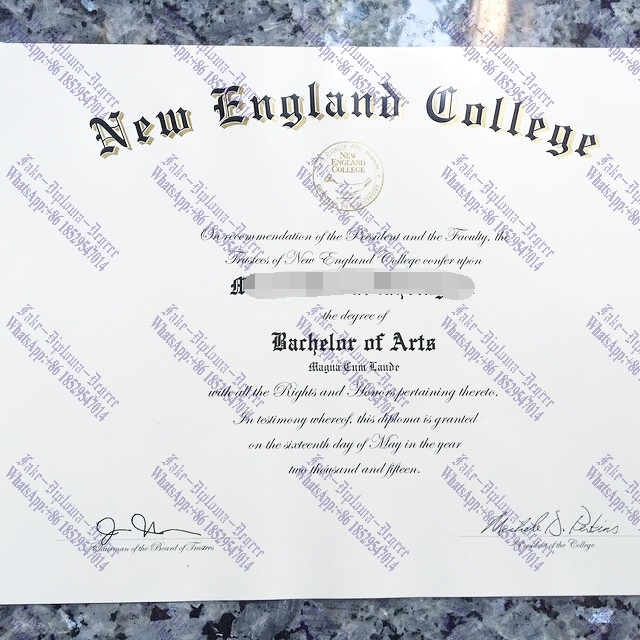 New England College
NEW
ENGLAND
COLLEGE
On recommendation of the President and the Faculty, the
Trustees of New England College confer upon
the degree of
Bachelor of Arts
Magna Cum Laude
with all the Rights and Honors pertaining thereto.
In testimony whereof, this diploma is granted
on the sixteenth day of May in the year
two thousand and fifteen.
Michele D. Perkins
Chairman of the Board of Trustees
President of the College
Fake-Diploma-Degree
WhatsApp:+86